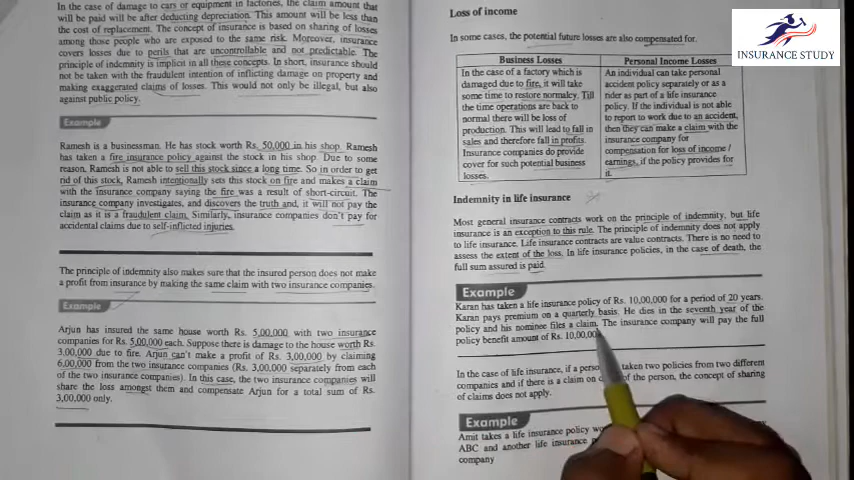 In the case of damage to cars or equipment in factories, the claim amount that
will be paid will be after deducting depreciation. This amount will be less than
the cost of replacement. The concept of insurance is based on sharing of losses
among those people who are exposed to the same risk. Moreover, insurance
covers losses due to perils that are uncontrollable and not predictable. The
principle of indemnity is implicit in all these concepts. In short, insurance should
not be taken with the fraudulent intention of inflicting damage on property and
making exaggerated claims of losses. This would not only be illegal, but also
against public policy.
Example
Ramesh is a businessman. He has stock worth Rs. 50,000 in his shop. Ramesh
has taken a fire insurance policy against the stock in his shop. Due to some
reason, Ramesh is not able to sell this stock since a long time. So in order to get
rid of this stock, Ramesh intentionally sets this stock on fire and makes a claim
with the insurance company saying the fire was a result of short-circuit. The
insurance company investigates, and discovers the truth and, it will not pay the
claim as it is a fraudulent claim. Similarly, insurance companies don't pay for
accidental claims due to self-inflicted injuries.
The principle of indemnity also makes sure that the insured person does not make
a profit from insurance by making the same claim with two insurance companies.
Example
Arjun has insured the same house worth Rs. 5,00,000 with two insurance
companies for Rs. 5,00,000 each. Suppose there is damage to the house worth Rs.
3,00,000 due to fire. Arjun can't make a profit of Rs. 3,00,000 by claiming
6,00,000 from the two insurance companies (Rs. 3,00,000 separately from each
of the two insurance companies). In this case, the two insurance companies will
share the loss amongst them and compensate Arjun for a total sum of Rs.
3,00,000 only.
Loss of income
In some cases, the potential future losses are also compensated for.
Business Losses
In the case of a factory which is
damaged due to fire, it will take
some time to restore normalcy. Till
the time operations are back to
normal there will be loss of
production. This will lead to fall in
sales and therefore fall in profits.
Insurance companies do provide
cover for such potential business
losses.
Personal Income Losses
An individual can take personal
accident policy separately or as a
rider as part of a life insurance
policy. If the individual is not able
to report to work due to an accident,
then they can make a claim with the
insurance company for
compensation for loss of income /
earnings, if the policy provides for
it.
Indemnity in life insurance
Most general insurance contracts work on the principle of indemnity, but life
insurance is an exception to this rule. The principle of indemnity does not apply
to life insurance. Life insurance contracts are value contracts. There is no need to
assess the extent of the loss. In life insurance policies, in the case of death, the
full sum assured is paid.
Example
Karan has taken a life insurance policy of Rs. 10,00,000 for a period of 20 years.
Karan pays premium on a quarterly basis. He dies in the seventh year of the
policy and his nominee files a claim. The insurance company will pay the full
policy benefit amount of Rs. 10,00,000
In the case of life insurance, if a taken two policies from two different
companies and if there is a claim on of the person, the concept of sharing
of claims does not apply.
Example
Amit takes a life insurance policy
ABC and another life insurance
company
INSURANCE STUDY